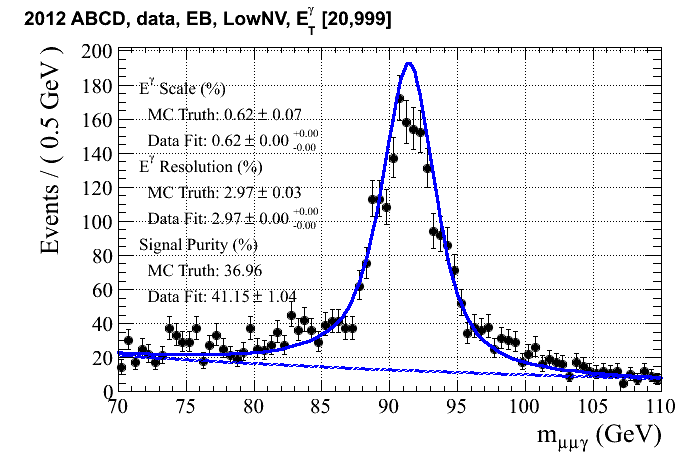 2012 ABCD, data, EB, LowNV, E_T^γ [20,999]
Events / ( 0.5 GeV )
200
180
160
140
120
100
80
60
40
20
0
E^γ Scale (%)
MC Truth: 0.62 ± 0.07
Data Fit: 0.62 ± 0.00 +0.00 -0.00
E^γ Resolution (%)
MC Truth: 2.97 ± 0.03
Data Fit: 2.97 ± 0.00 +0.00 -0.00
Signal Purity (%)
MC Truth: 36.96
Data Fit: 41.15 ± 1.04
70 75 80 85 90 95 100 105 110
m_μμγ (GeV)